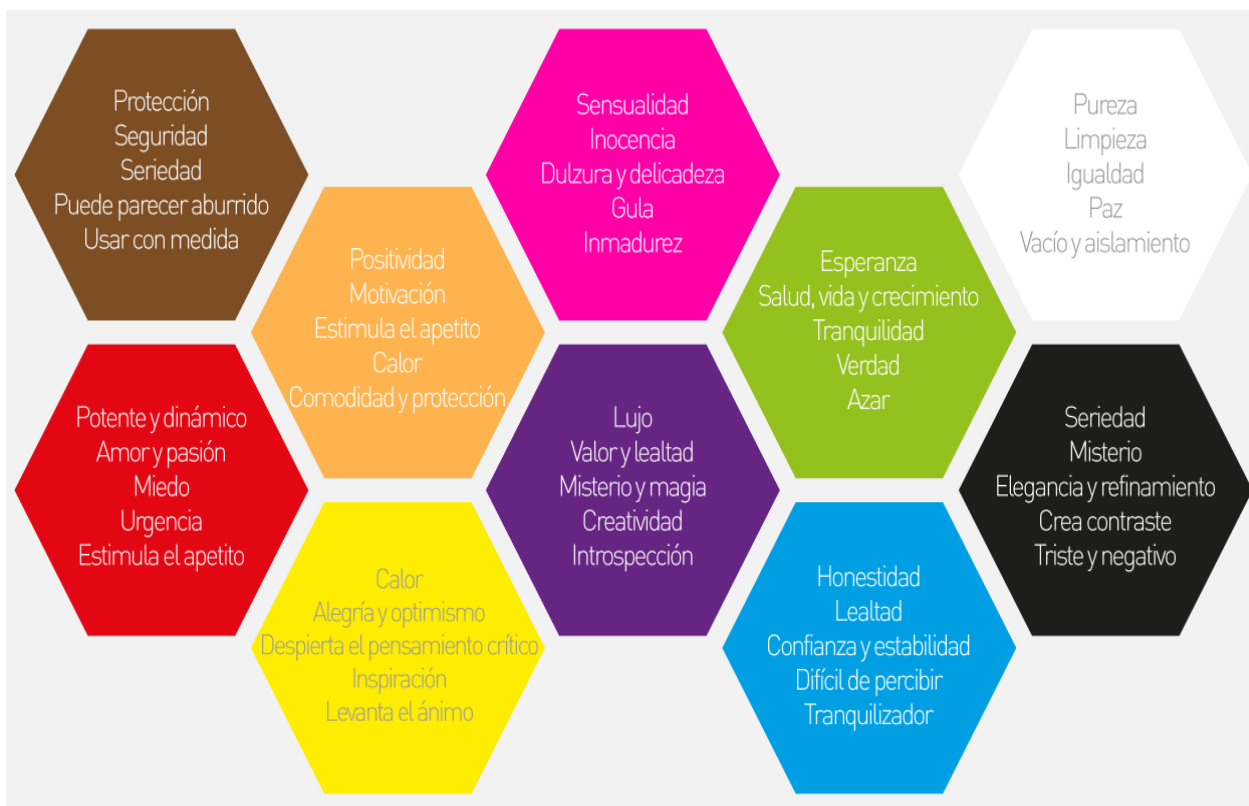 Protección
Seguridad
Seriedad
Puede parecer aburrido
Usar con medida
Sensualidad
Inocencia
Dulzura y delicadeza
Gula
Inmadurez
Pureza
Limpieza
Igualdad
Paz
Vacío y aislamiento
Positividad
Motivación
Estimula el apetito
Calor
Comodidad y protección
Esperanza
Salud, vida y crecimiento
Tranquilidad
Verdad
Azar
Potente y dinámico
Amor y pasión
Miedo
Urgencia
Estimula el apetito
Lujo
Valor y lealtad
Misterio y magia
Creatividad
Introspección
Seriedad
Misterio
Elegancia y refinamiento
Crea contraste
Triste y negativo
Calor
Alegría y optimismo
Despierta el pensamiento crítico
Inspiración
Levanta el ánimo
Honestidad
Lealtad
Confianza y estabilidad
Difícil de percibir
Tranquilizador